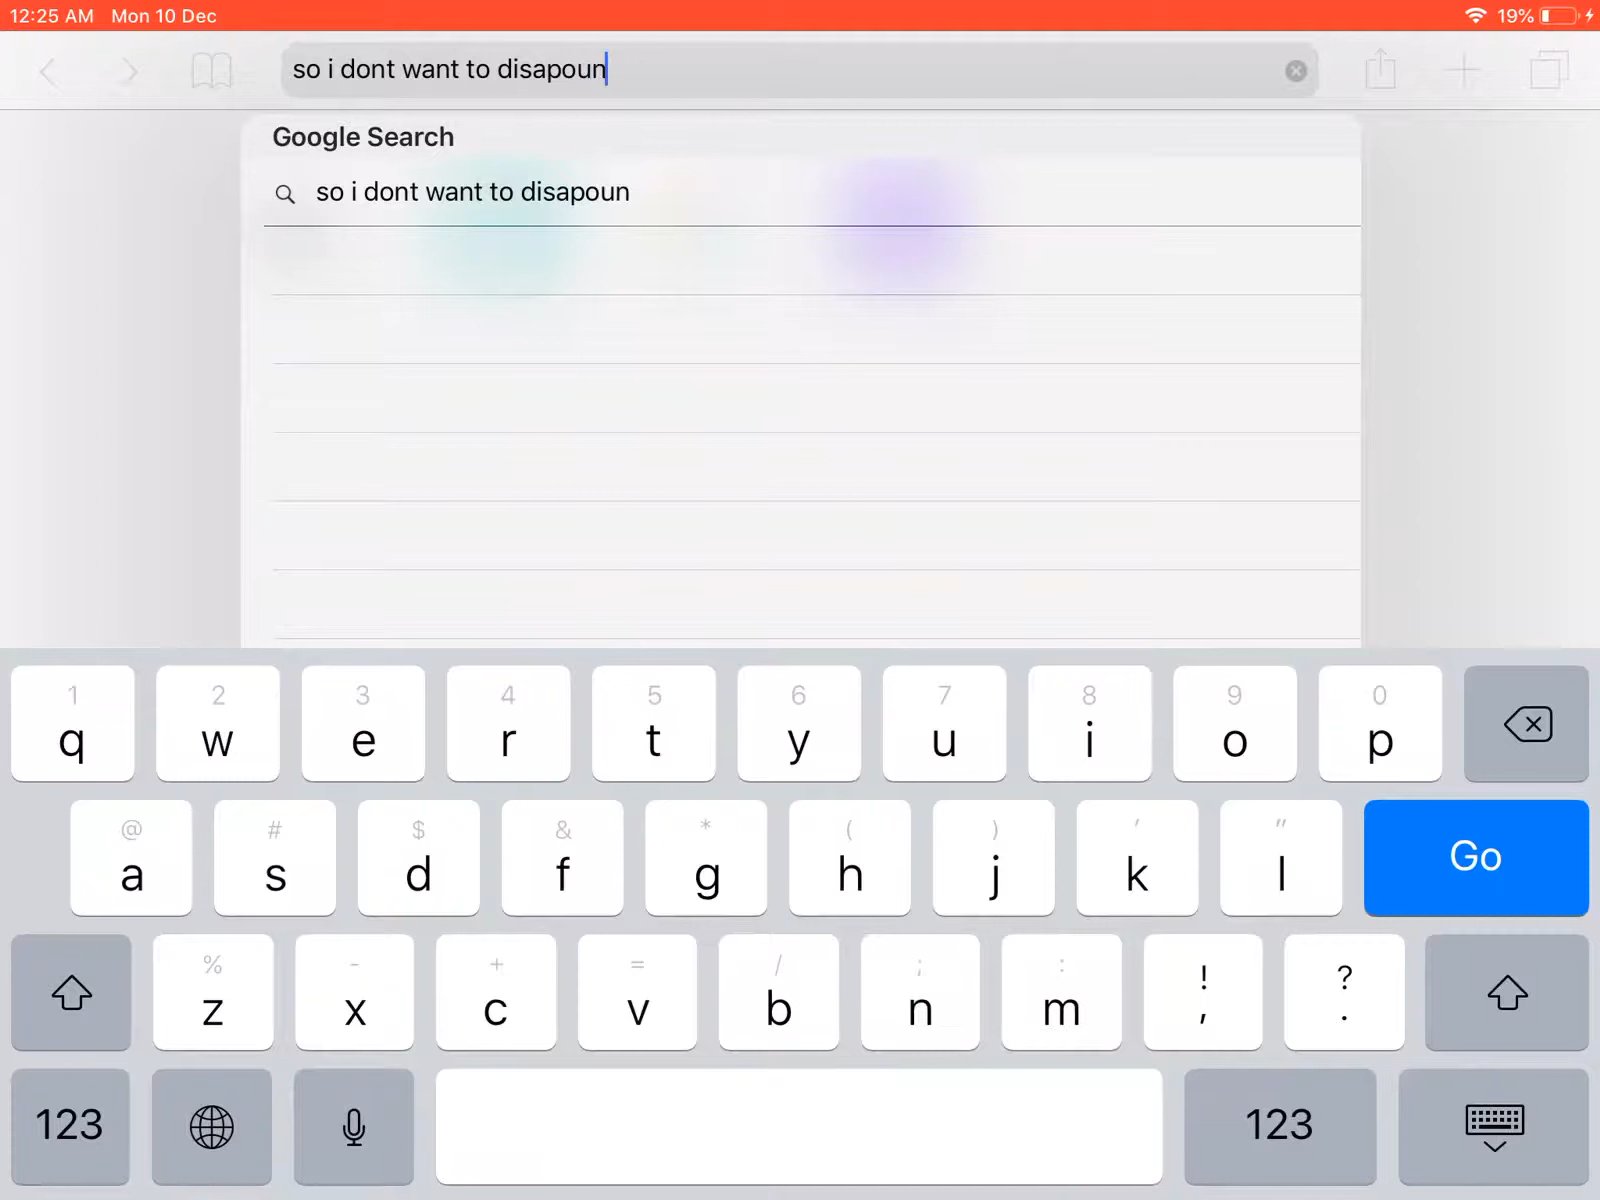 12:25 AM Mon 10 Dec 19%
so i dont want to disapoun
Google Search
so i dont want to disapoun
1 2 3 4 5 6 7 8 9 0
q w e r t y u i o p
@ # $ & * ( ) ' "
a s d f g h j k l Go
% - + = / ; : ! ?
z x c v b n m , .
123 123